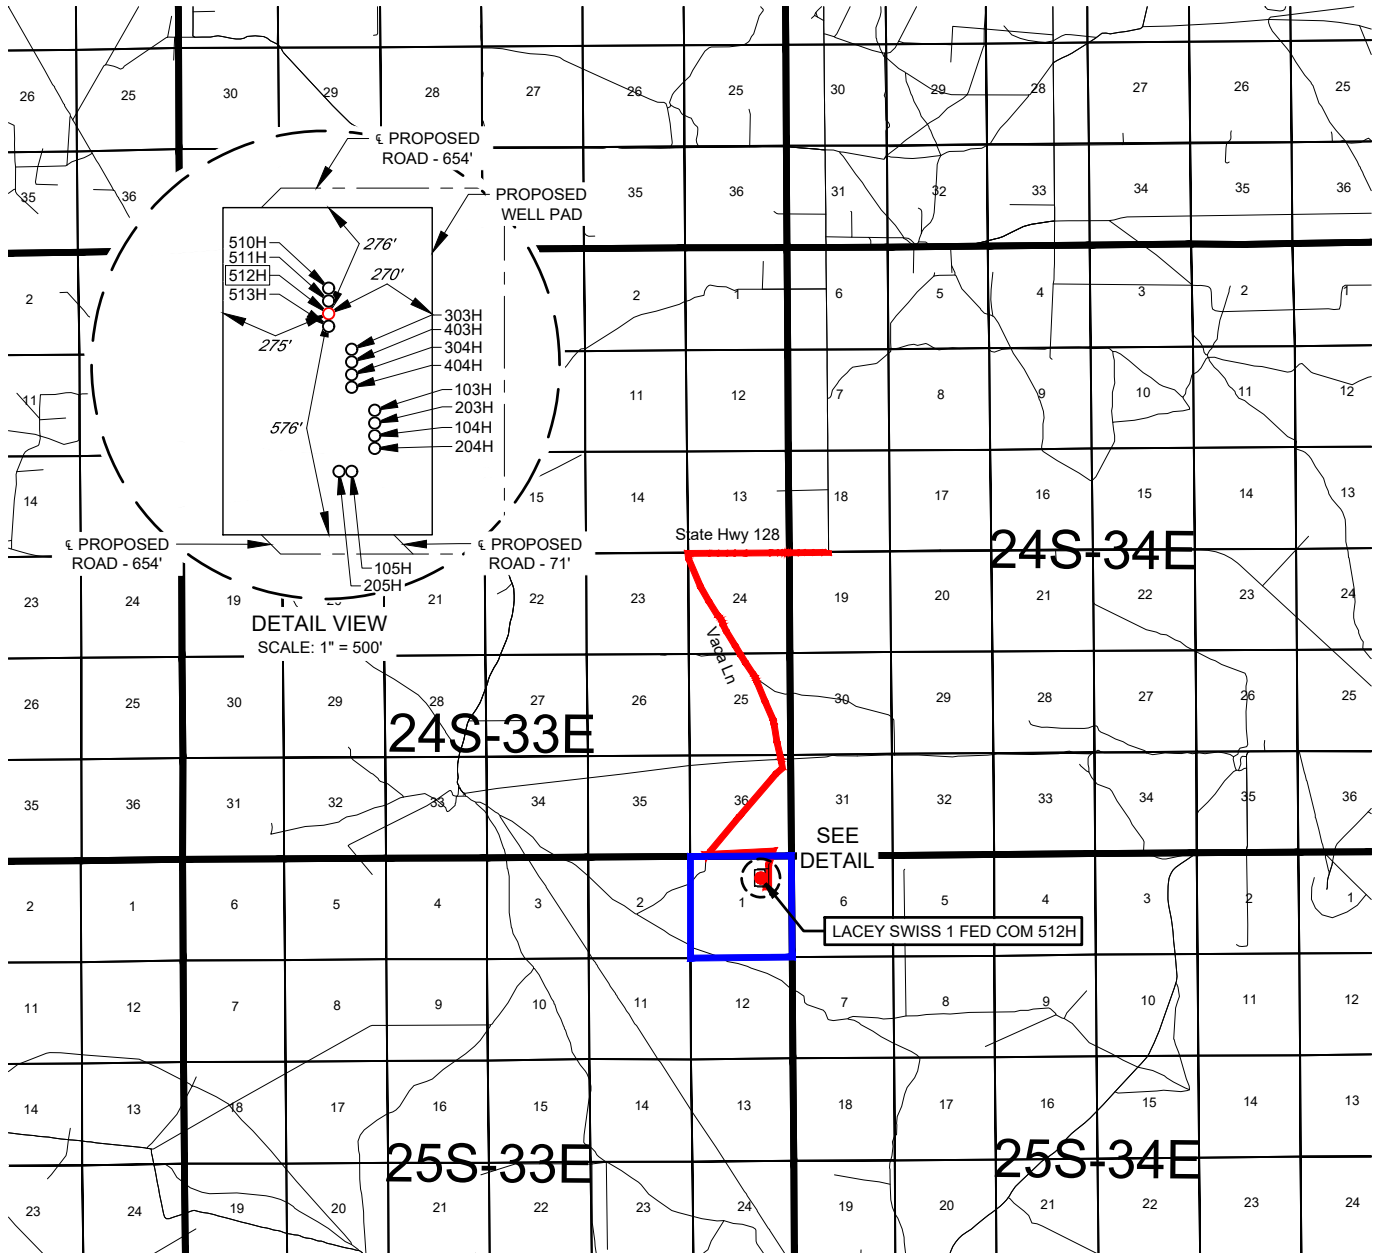 26 25 30 29 28 27 26 25 30 29 28 27 26 25
℄ PROPOSED
ROAD - 654'
35 36 35 36 31 32 33 34 35 36
PROPOSED
WELL PAD
510H
511H
512H
513H
276'
270'
275'
576'
303H
403H
304H
404H
103H
203H
104H
204H
105H
205H
℄ PROPOSED
ROAD - 654'
℄ PROPOSED
ROAD - 71'
DETAIL VIEW
SCALE: 1" = 500'
2 2 1 6 5 4 3 2 1
11 11 12 7 8 9 10 11 12
14 15 14 13 18 17 16 15 14 13
State Hwy 128
24S-34E
23 24 19 21 22 23 24 19 20 21 22 23 24
Vaca Ln
26 25 30 29 28 27 26 25 30 29 28 27 26 25
24S-33E
35 36 31 32 33 34 35 36 31 32 33 34 35 36
SEE
DETAIL
2 1 6 5 4 3 2 1 6 5 4 3 2 1
LACEY SWISS 1 FED COM 512H
11 12 7 8 9 10 11 12 7 8 9 10 11 12
14 13 18 17 16 15 14 13 18 17 16 15 14 13
25S-33E
25S-34E
23 24 19 20 21 22 23 24 19 20 21 22 23 24